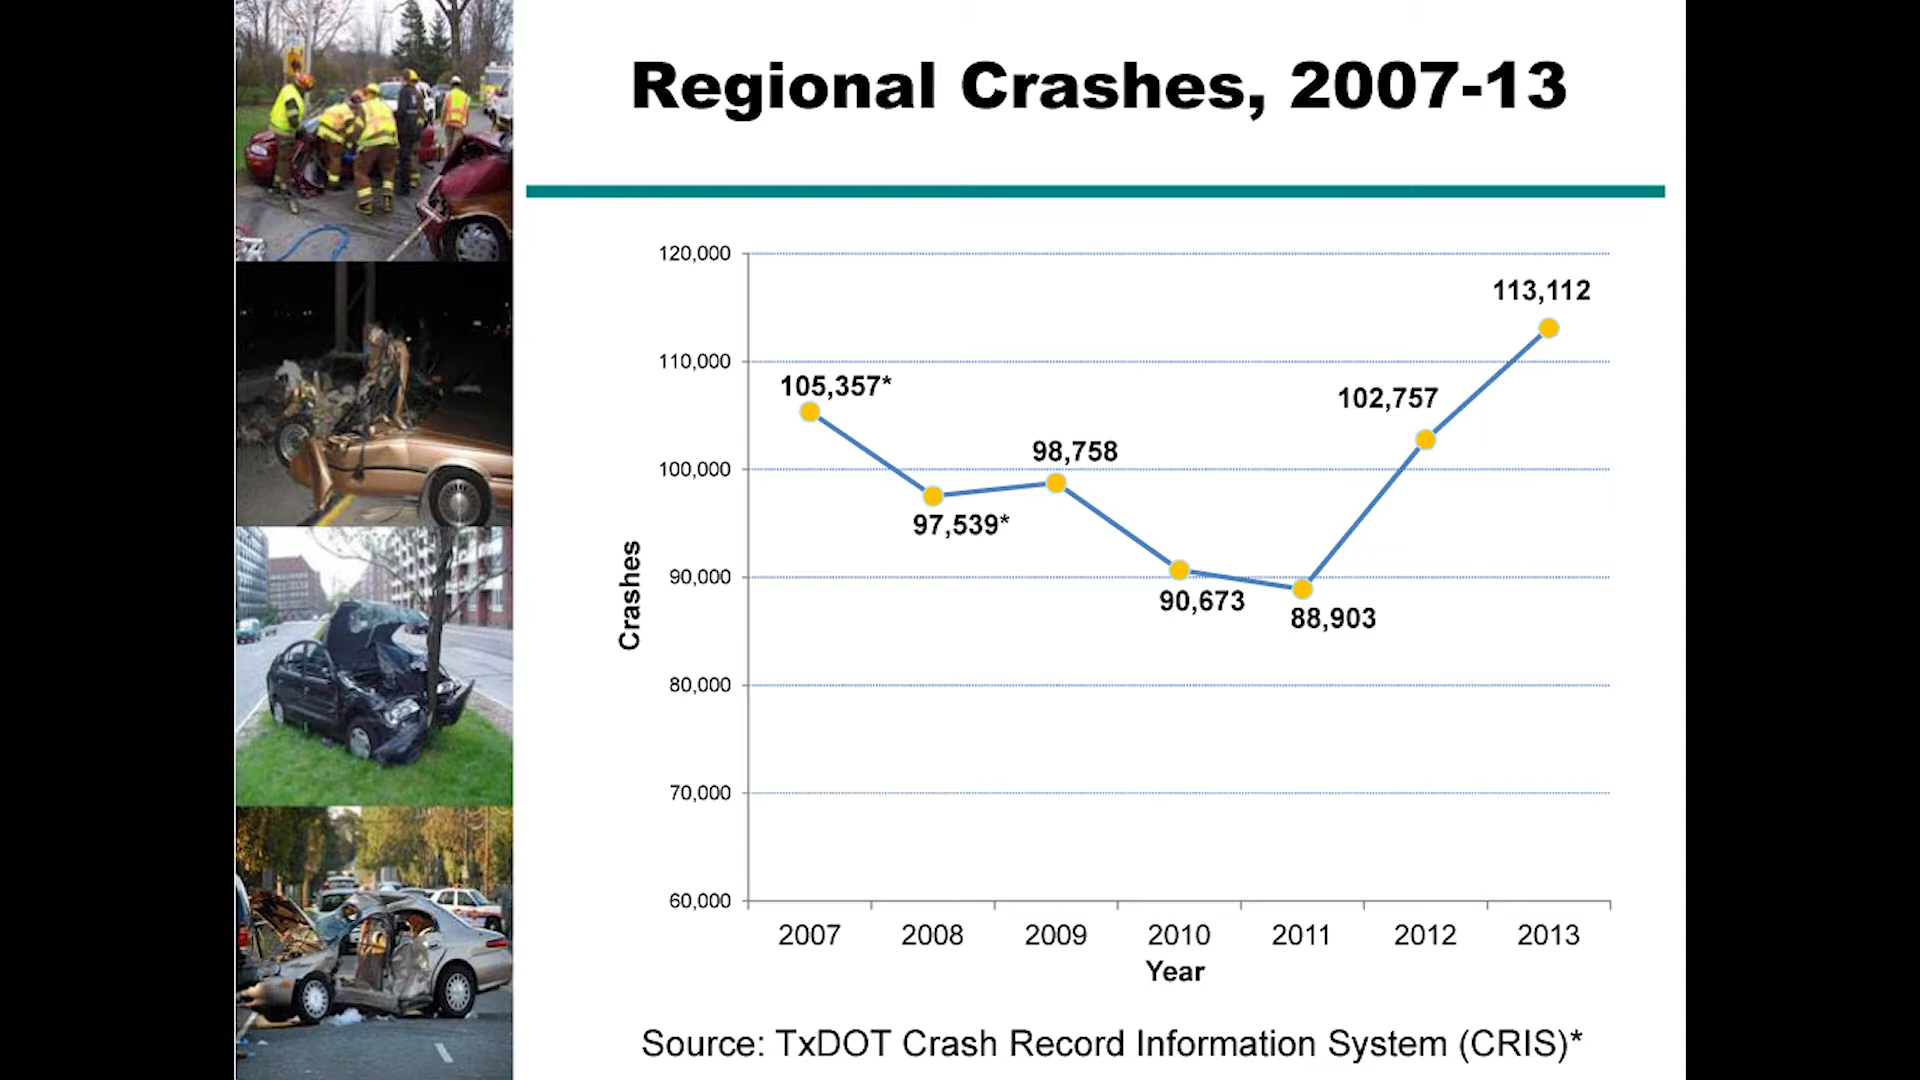 Regional Crashes, 2007-13
120,000
110,000
100,000
90,000
80,000
70,000
60,000
Crashes
105,357*
97,539*
98,758
90,673
88,903
102,757
113,112
2007 2008 2009 2010 2011 2012 2013
Year
Source: TxDOT Crash Record Information System (CRIS)*